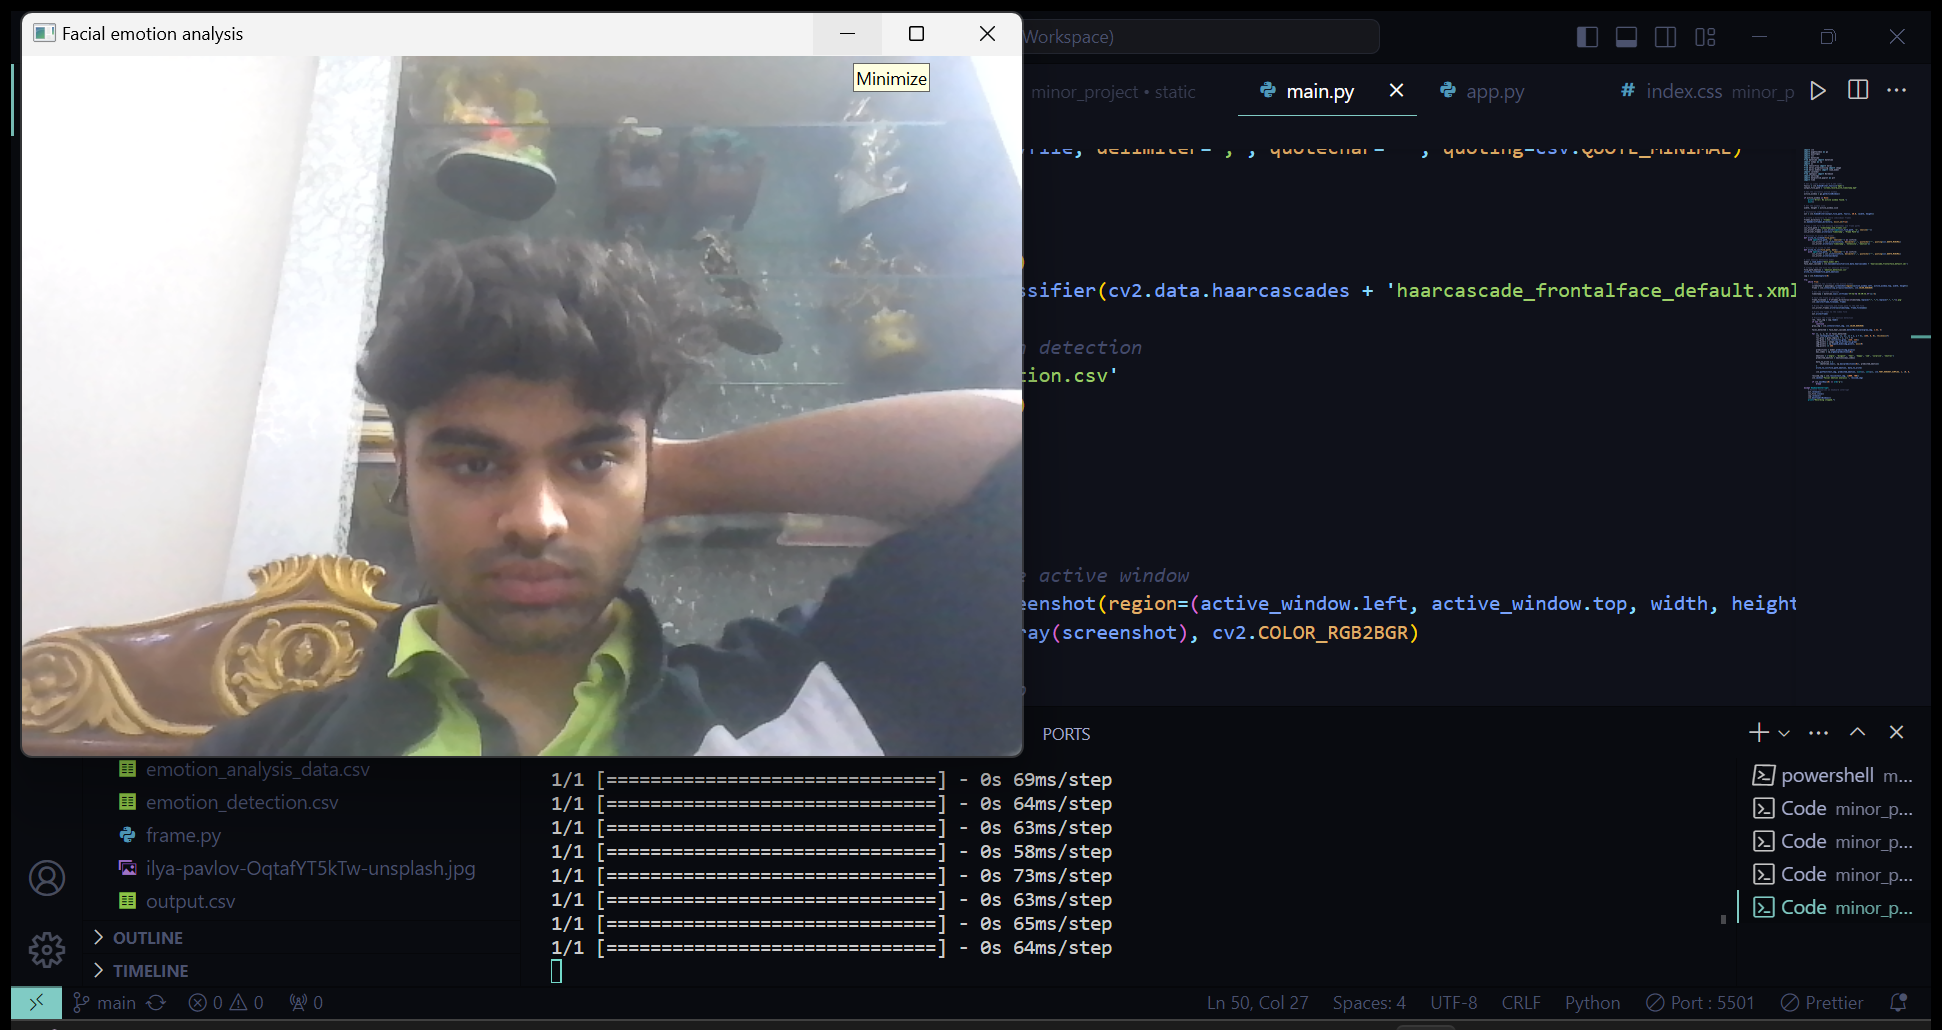 Facial emotion analysis
Minimize
Workspace)
minor_project • static
main.py
app.py
index.css minor_p
file, delimiter=',', quotechar=' ', quoting=csv.QUOTE_MINIMAL)
)
ssifier(cv2.data.haarcascades + 'haarcascade_frontalface_default.xml
detection
tion.csv'
)
active window
eenshot(region=(active_window.left, active_window.top, width, height
ray(screenshot), cv2.COLOR_RGB2BGR)
PORTS
emotion_analysis_data.csv
emotion_detection.csv
frame.py
ilya-pavlov-OqtafYT5kTw-unsplash.jpg
output.csv
OUTLINE
TIMELINE
1/1 [==============================] - 0s 69ms/step
1/1 [==============================] - 0s 64ms/step
1/1 [==============================] - 0s 63ms/step
1/1 [==============================] - 0s 58ms/step
1/1 [==============================] - 0s 73ms/step
1/1 [==============================] - 0s 63ms/step
1/1 [==============================] - 0s 65ms/step
1/1 [==============================] - 0s 64ms/step
powershell m...
Code minor_p...
Code minor_p...
Code minor_p...
Code minor_p...
main 0 0 0 Ln 50, Col 27 Spaces: 4 UTF-8 CRLF Python Port : 5501 Prettier